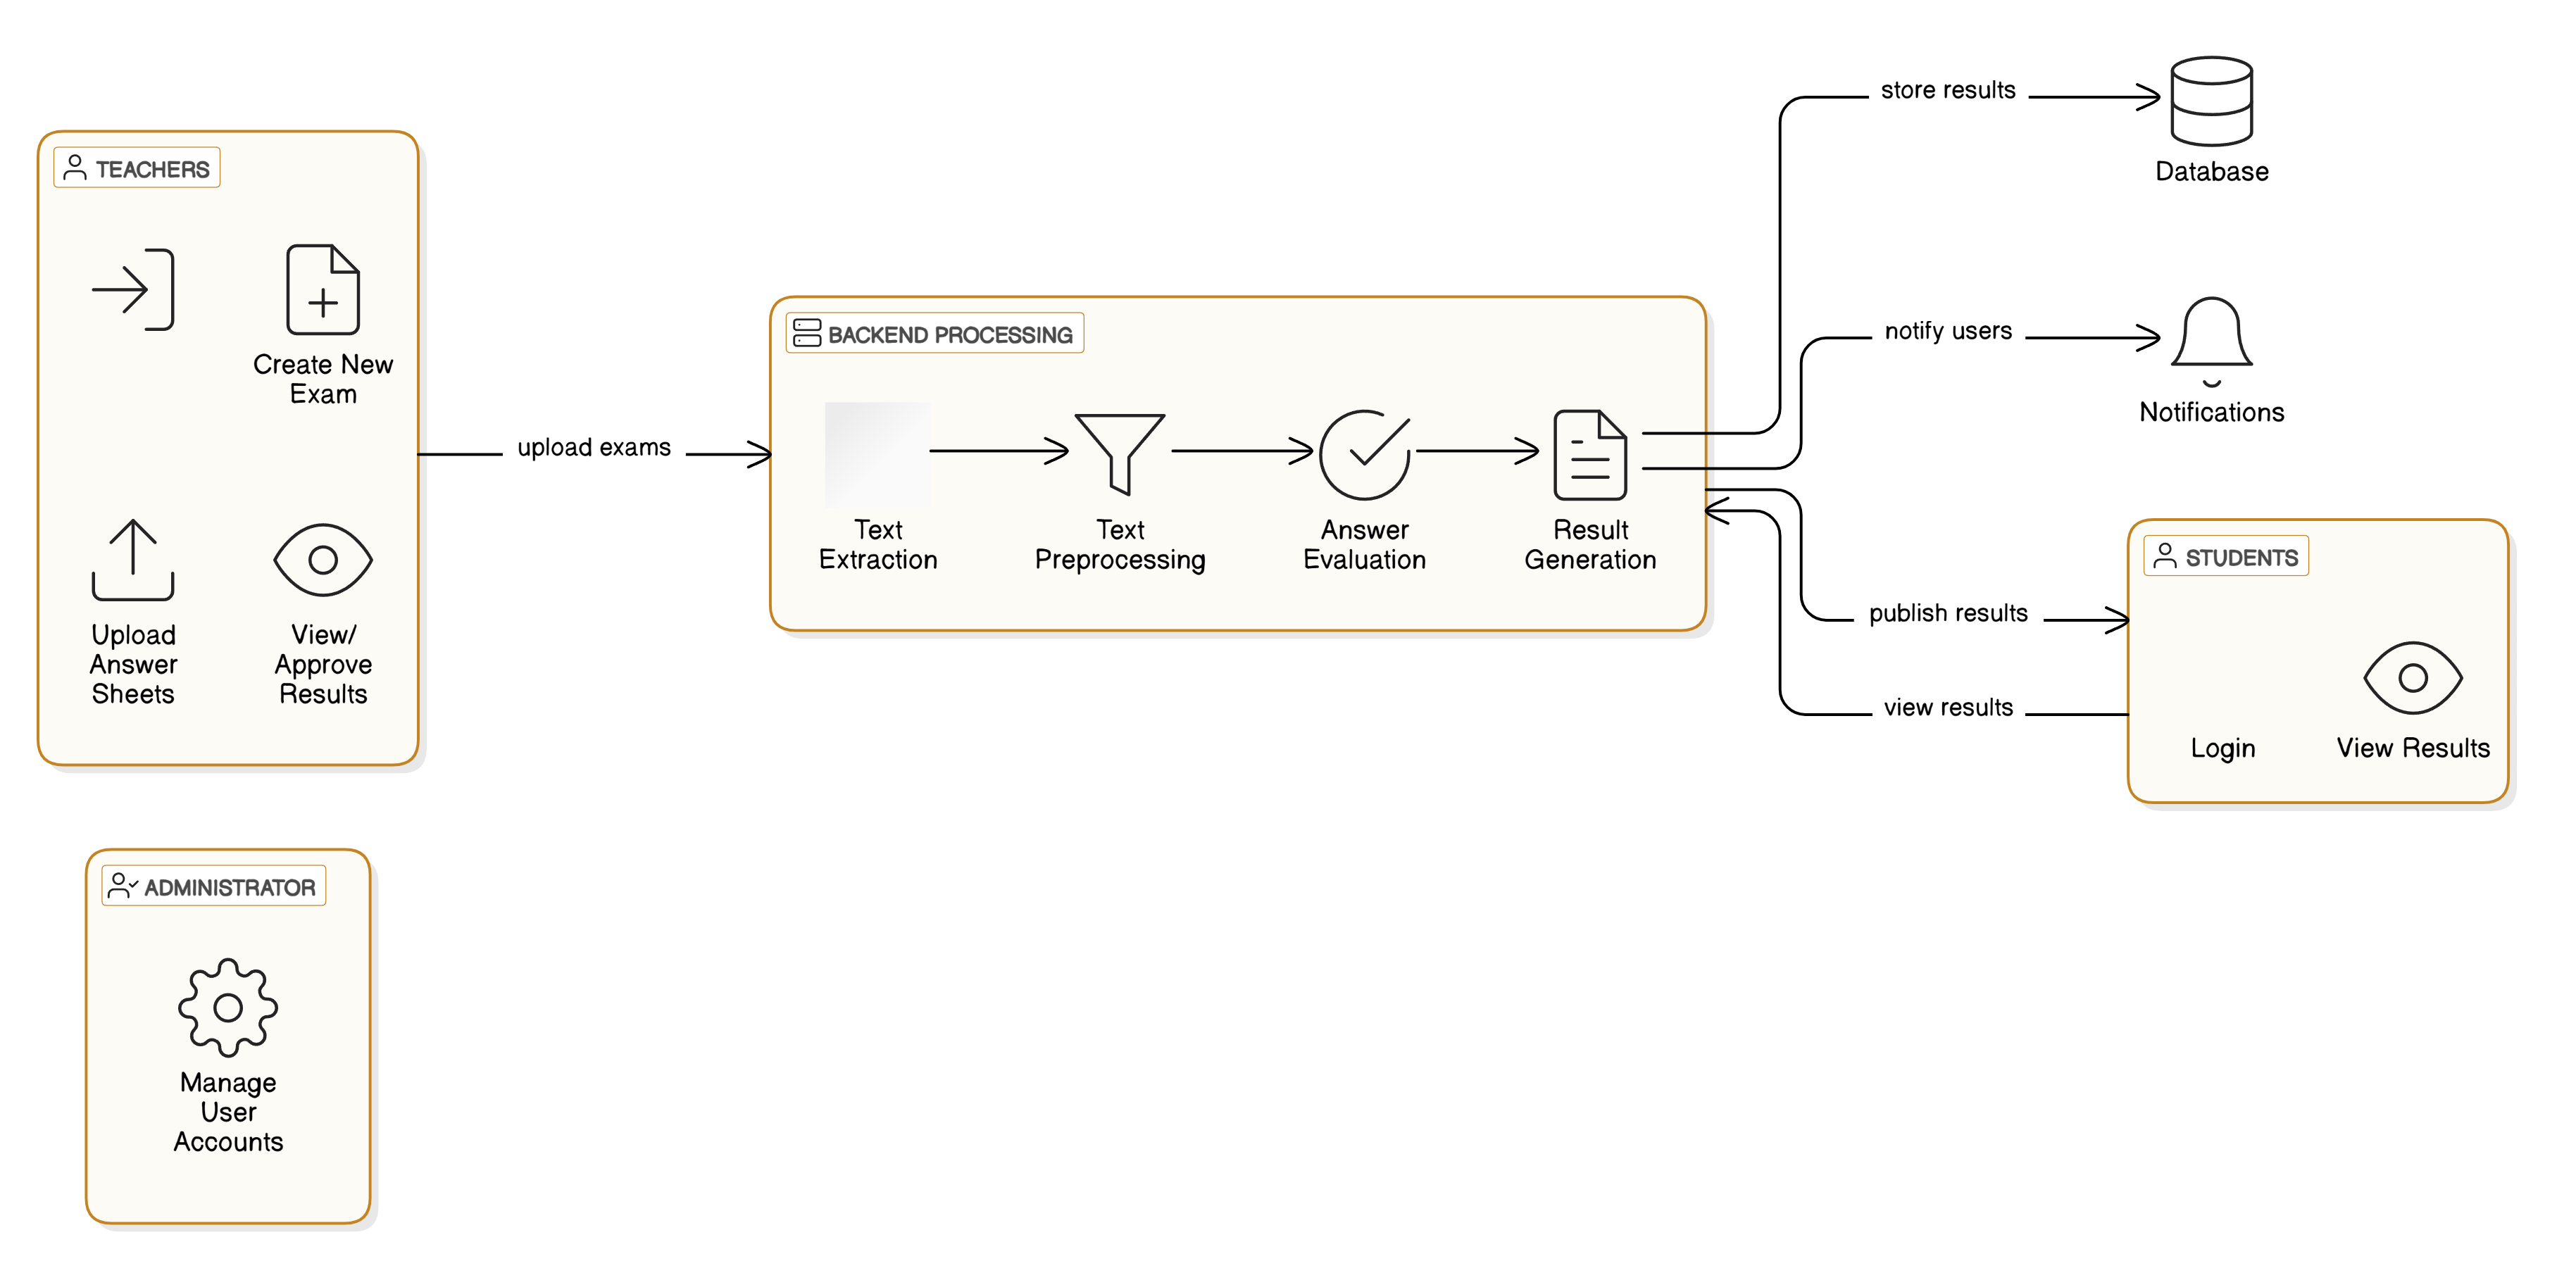 TEACHERS
Create New
Exam
Upload
Answer
Sheets
View/
Approve
Results
upload exams
BACKEND PROCESSING
Text
Extraction
Text
Preprocessing
Answer
Evaluation
Result
Generation
store results
Database
notify users
Notifications
publish results
view results
STUDENTS
Login
View Results
ADMINISTRATOR
Manage
User
Accounts